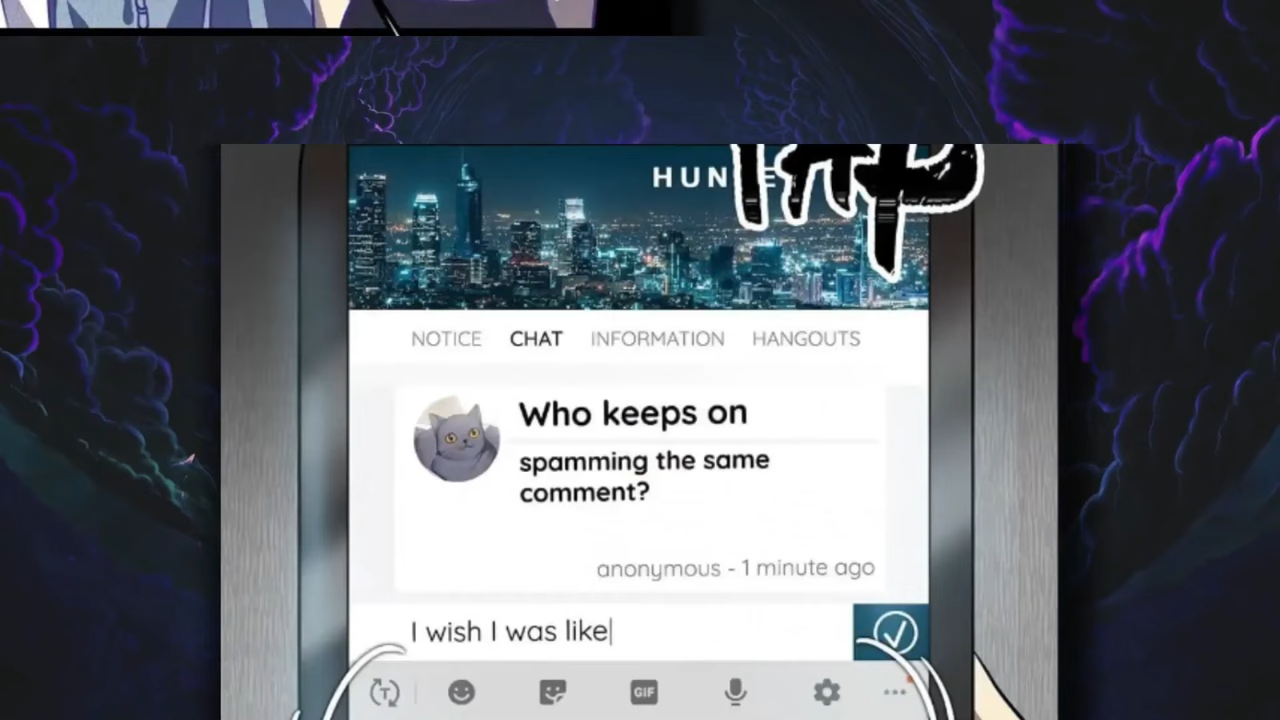 HUN
TAP
NOTICE CHAT INFORMATION HANGOUTS
Who keeps on
spamming the same
comment?
anonymous - 1 minute ago
I wish I was like
GIF